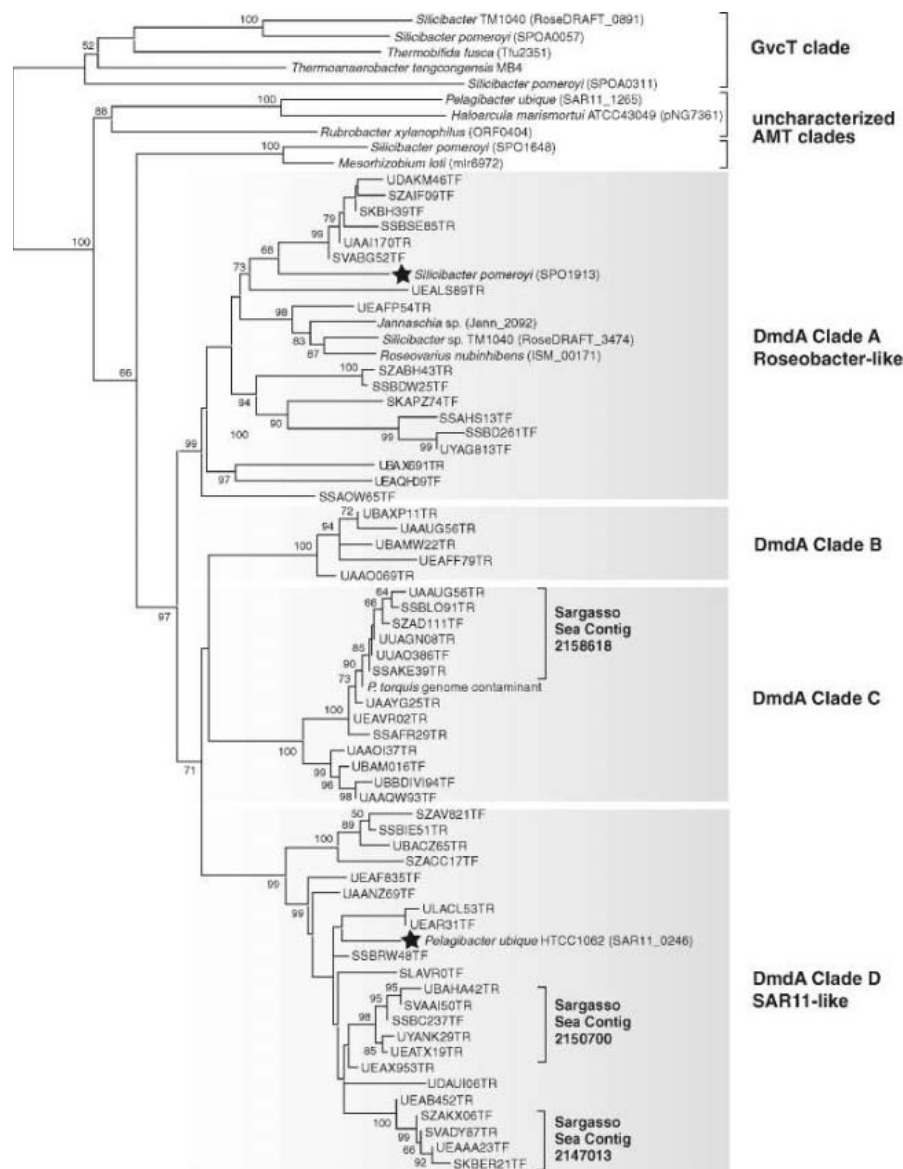 100
Silicibacter TM1040 (RoseDRAFT_0891)
Silicibacter pomeroyi (SPOA0057)
52
Thermobifida fusca (Tfu2351)
GvcT clade
Thermoanaerobacter tengcongensis MB4
Silicibacter pomeroyi (SPOA0311)
100
Pelagibacter ubique (SAR11_1265)
88
Haloarcula marismortui ATCC43049 (pNG7361)
uncharacterized
AMT clades
Rubrobacter xylanophilus (ORF0404)
100
Silicibacter pomeroyi (SPO1648)
Mesorhizobium loti (mlr6972)
UDAKM46TF
SZAIF09TF
79
SKBH39TF
SSBSE85TR
99
UAAI170TR
100
68
SVABG52TF
73
Silicibacter pomeroyi (SPO1913)
UEALS89TR
98
UEAFP54TR
Jannaschia sp. (Jann_2092)
83
Silicibacter sp. TM1040 (RoseDRAFT_3474)
DmdA Clade A
Roseobacter-like
87
Roseovarius nubinhibens (ISM_00171)
66
100
SZABH43TR
SSBDW25TF
94
SKAPZ74TF
90
SSAHS13TF
100
99
SSBD261TF
99
99
UYAG813TF
UBAX691TR
97
UEAQH09TF
SSAOW65TF
72
UBAXP11TR
94
UAAUG56TR
100
UBAMW22TR
DmdA Clade B
UEAFF79TR
UAAO069TR
97
64
UAAUG56TR
66
SSBLO91TR
Sargasso
Sea Contig
2158618
SZAD111TF
85
UUAGN08TR
90
UUAO386TF
73
SSAKE39TR
P. torquis genome contaminant
DmdA Clade C
UAAYG25TR
100
UEAVR02TR
SSAFR29TR
100
UAAOI37TR
71
99
UBAM016TF
96
UBBDIVI94TF
98
UAAQW93TF
50
SZAV821TF
89
SSBIE51TR
100
UBACZ65TR
SZACC17TF
99
UEAF835TF
99
UAANZ69TF
ULACL53TR
UEAR31TF
Pelagibacter ubique HTCC1062 (SAR11_0246)
SSBRW48TF
SLAVR0TF
DmdA Clade D
SAR11-like
95
UBAHA42TR
95
SVAAI50TR
Sargasso
Sea Contig
2150700
98
SSBC237TF
UYANK29TR
85
UEATX19TR
UEAX953TR
UDAUI06TR
UEAB452TR
100
SZAKX06TF
Sargasso
Sea Contig
2147013
99
SVADY87TR
66
UEAAA23TF
92
SKBER21TF